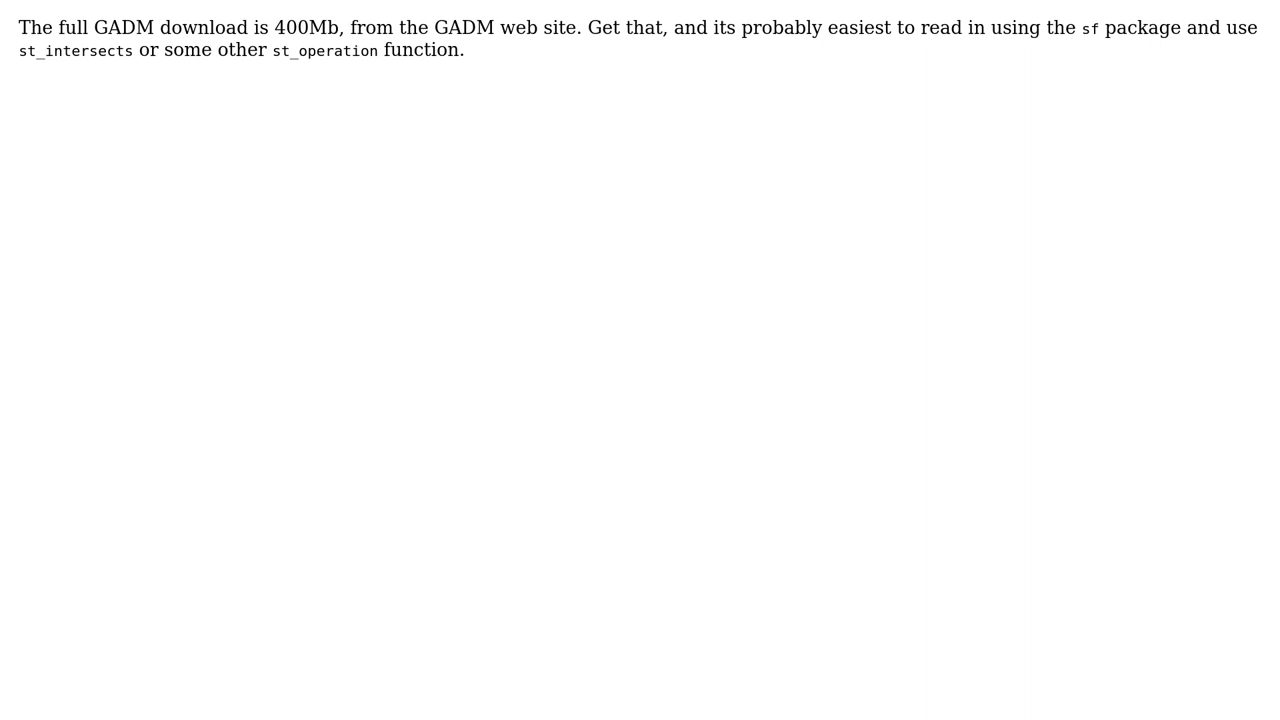 The full GADM download is 400Mb, from the GADM web site. Get that, and its probably easiest to read in using the sf package and use
st_intersects or some other st_operation function.